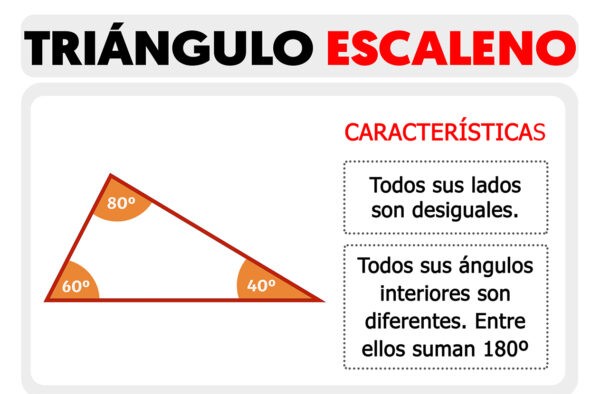 TRIÁNGULO ESCALENO
CARACTERÍSTICAS
Todos sus lados
son desiguales.
80º
Todos sus ángulos
interiores son
diferentes. Entre
ellos suman 180º
60º
40º